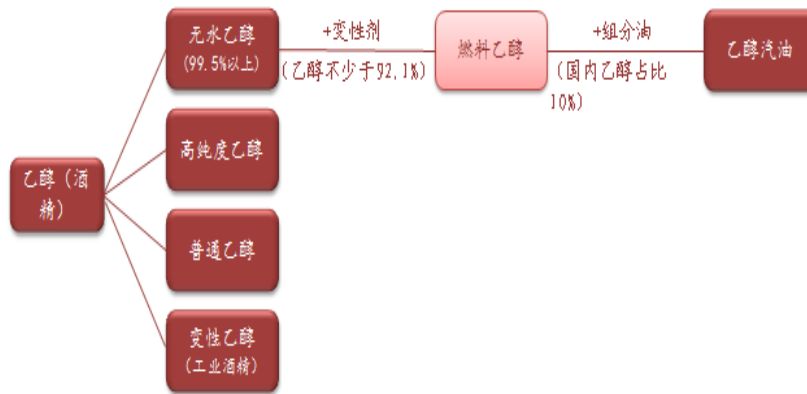 无水乙醇
(99.5%以上)
+变性剂
(乙醇不少于92.1%)
燃料乙醇
+组分油
(国内乙醇占比
10%)
乙醇汽油
高纯度乙醇
乙醇（酒
精）
普通乙醇
变性乙醇
(工业酒精)